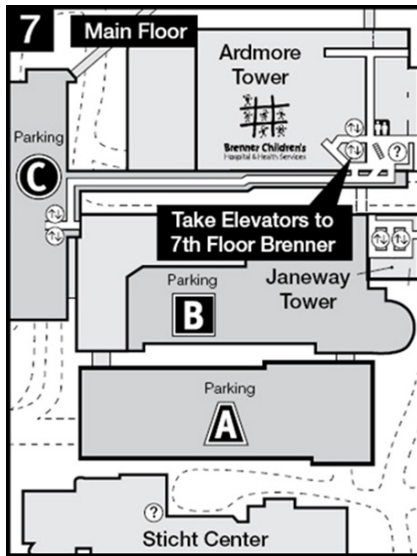 7
Main Floor
Ardmore
Tower
Brenner Children's
Hospital & Health Services
Parking
C
?
Take Elevators to
7th Floor Brenner
Janeway
Tower
Parking
B
Parking
A
?
Sticht Center